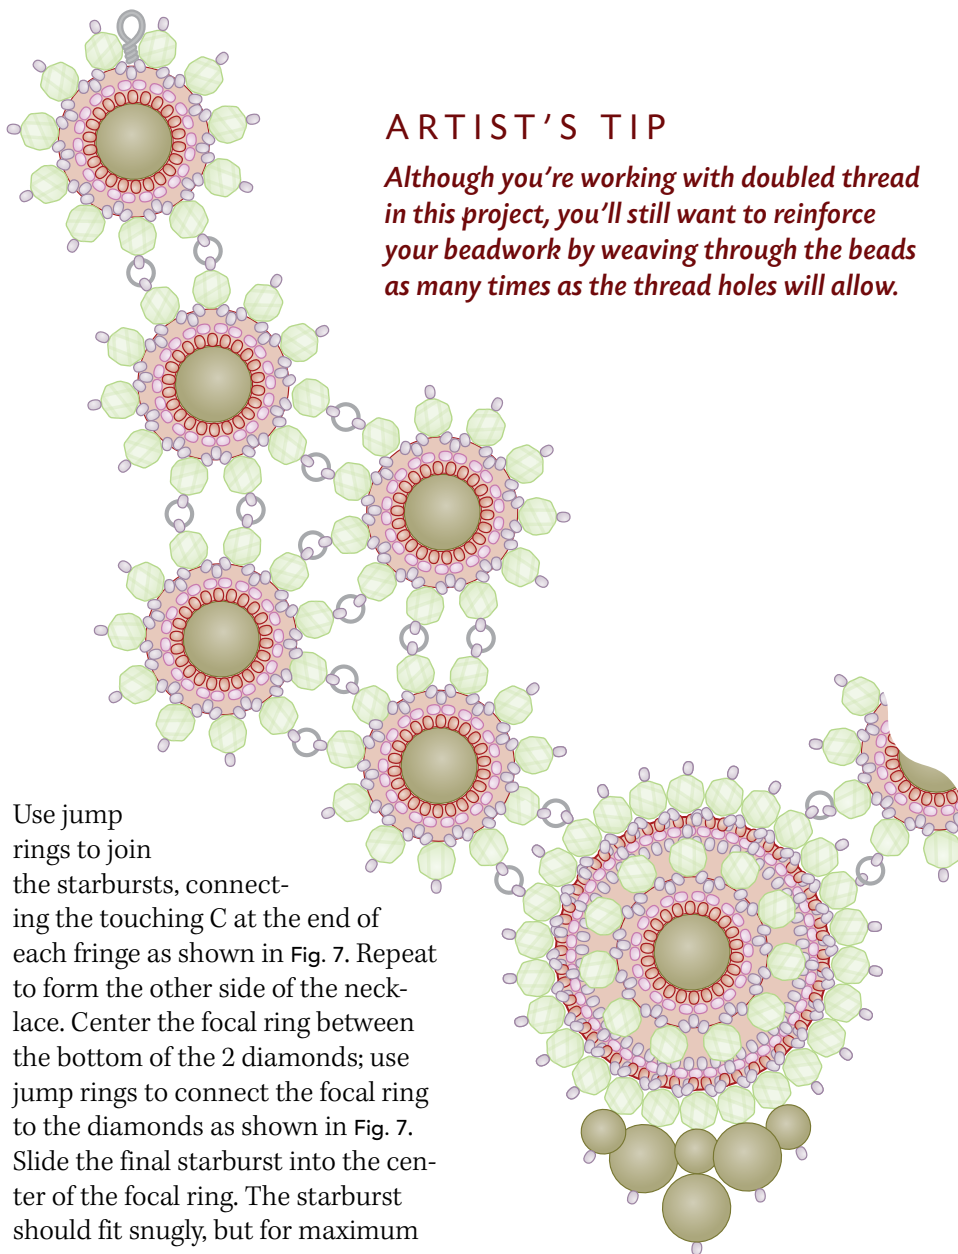 ARTIST'S TIP
Although you're working with doubled thread
in this project, you'll still want to reinforce
your beadwork by weaving through the beads
as many times as the thread holes will allow.
Use jump
rings to join
the starbursts, connect-
ing the touching C at the end of
each fringe as shown in Fig. 7. Repeat
to form the other side of the neck-
lace. Center the focal ring between
the bottom of the 2 diamonds; use
jump rings to connect the focal ring
to the diamonds as shown in Fig. 7.
Slide the final starburst into the cen-
ter of the focal ring. The starburst
should fit snugly, but for maximum